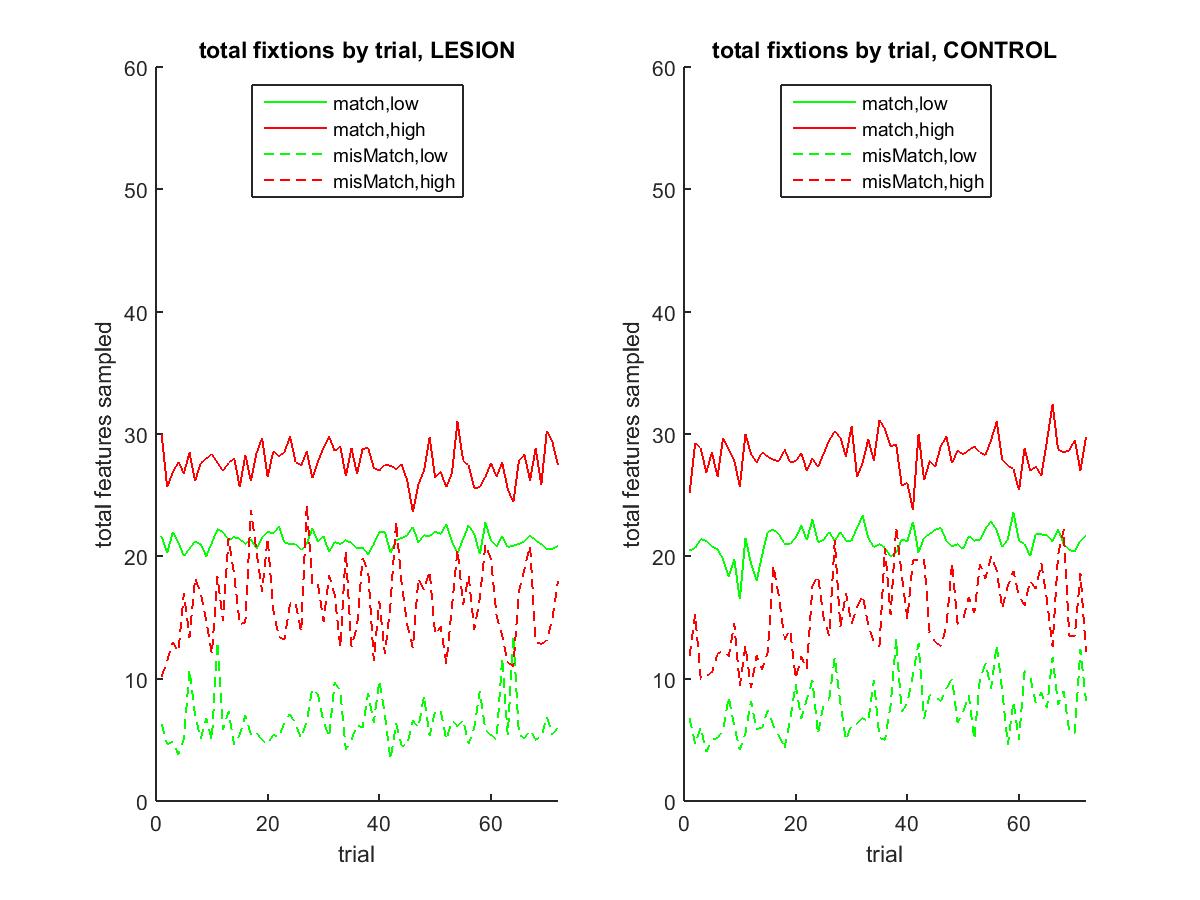 total fixtions by trial, LESION
60
50
40
30
20
10
0
total features sampled
match,low
match,high
misMatch,low
misMatch,high
0 20 40 60
trial
total fixtions by trial, CONTROL
60
50
40
30
20
10
0
total features sampled
match,low
match,high
misMatch,low
misMatch,high
0 20 40 60
trial